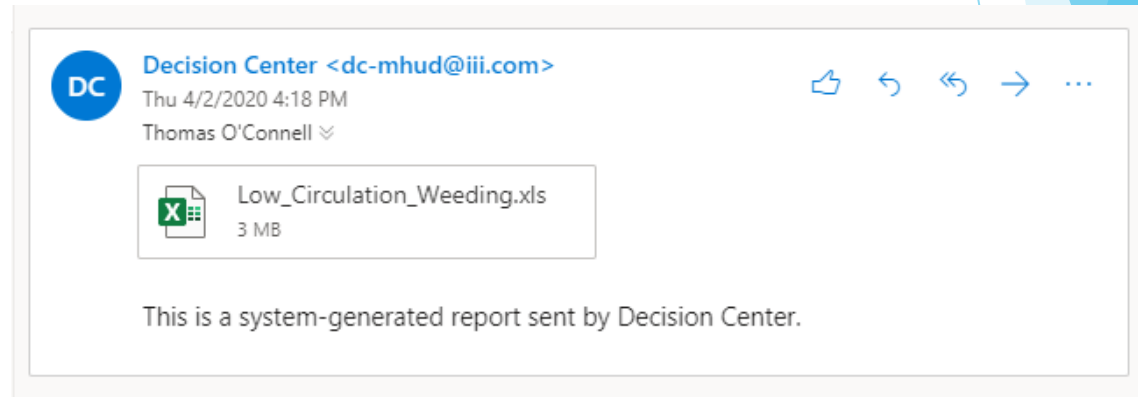 DC
Decision Center <dc-mhud@iii.com>
Thu 4/2/2020 4:18 PM
Thomas O'Connell
Low_Circulation_Weeding.xls
3 MB
This is a system-generated report sent by Decision Center.